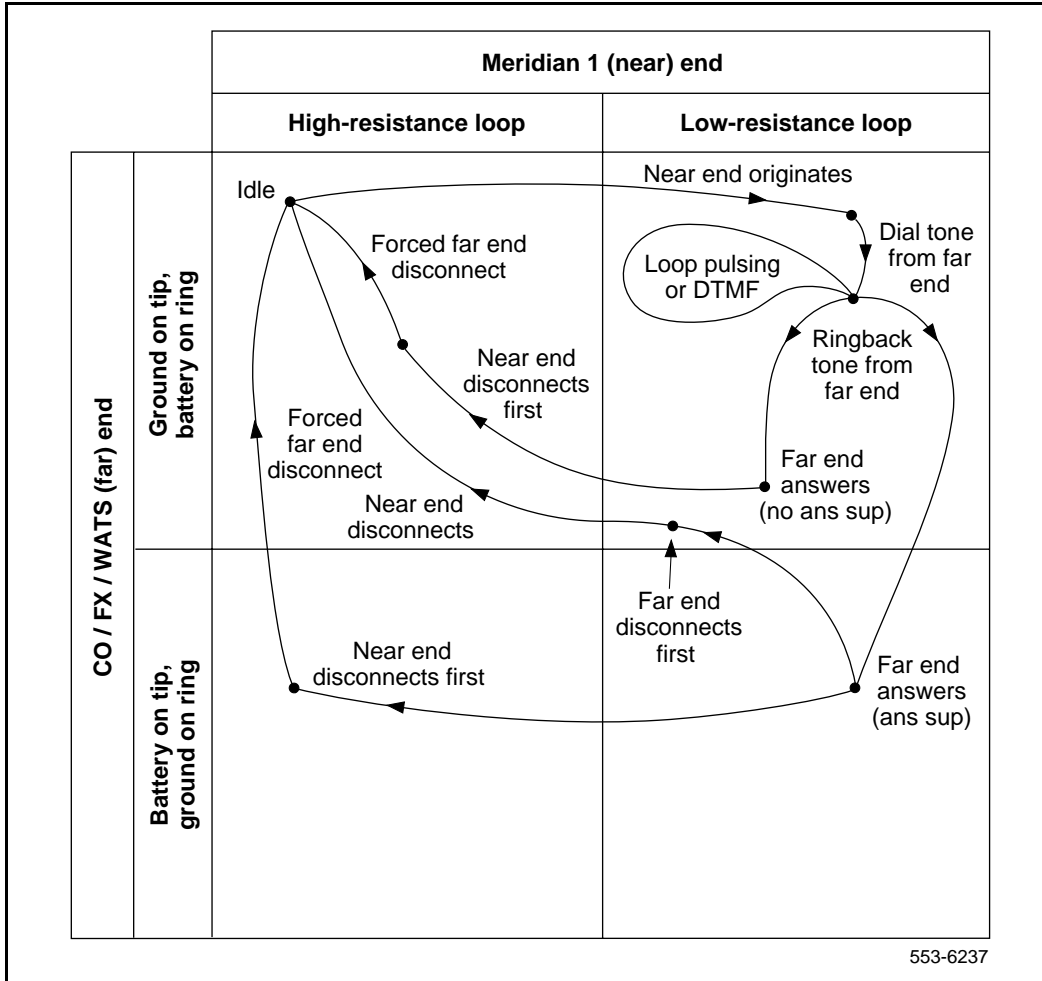 Meridian 1 (near) end
High-resistance loop
Low-resistance loop
CO / FX / WATS (far) end
Ground on tip,
battery on ring
Battery on tip,
ground on ring
Idle
Near end originates
Forced far end
disconnect
Loop pulsing
or DTMF
Dial tone
from far
end
Ringback
tone from
far end
Near end
disconnects
first
Forced
far end
disconnect
Far end
answers
(no ans sup)
Near end
disconnects
Far end
disconnects
first
Near end
disconnects first
Far end
answers
(ans sup)
553-6237